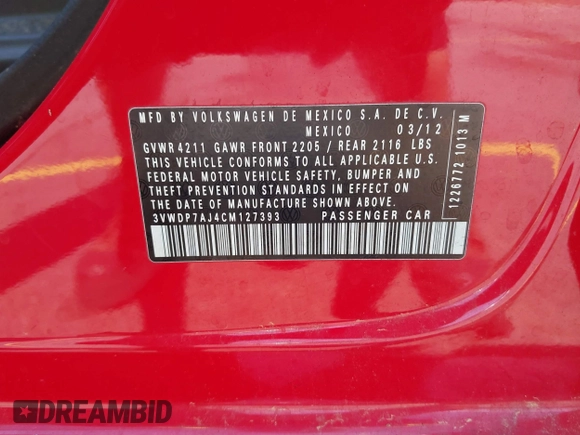 MFD BY VOLKSWAGEN DE MEXICO S.A. DE C.V.
MEXICO 03/12
GVWR 4211 GAWR FRONT 2205 / REAR 2116 LBS
THIS VEHICLE CONFORMS TO ALL APPLICABLE U.S.
FEDERAL MOTOR VEHICLE SAFETY, BUMPER AND
THEFT PREVENTION STANDARDS IN EFFECT ON
THE DATE OF MANUFACTURE SHOWN ABOVE.
3VWDP7AJ4CM127393 PASSENGER CAR
1226772 1013 M
DREAMBID